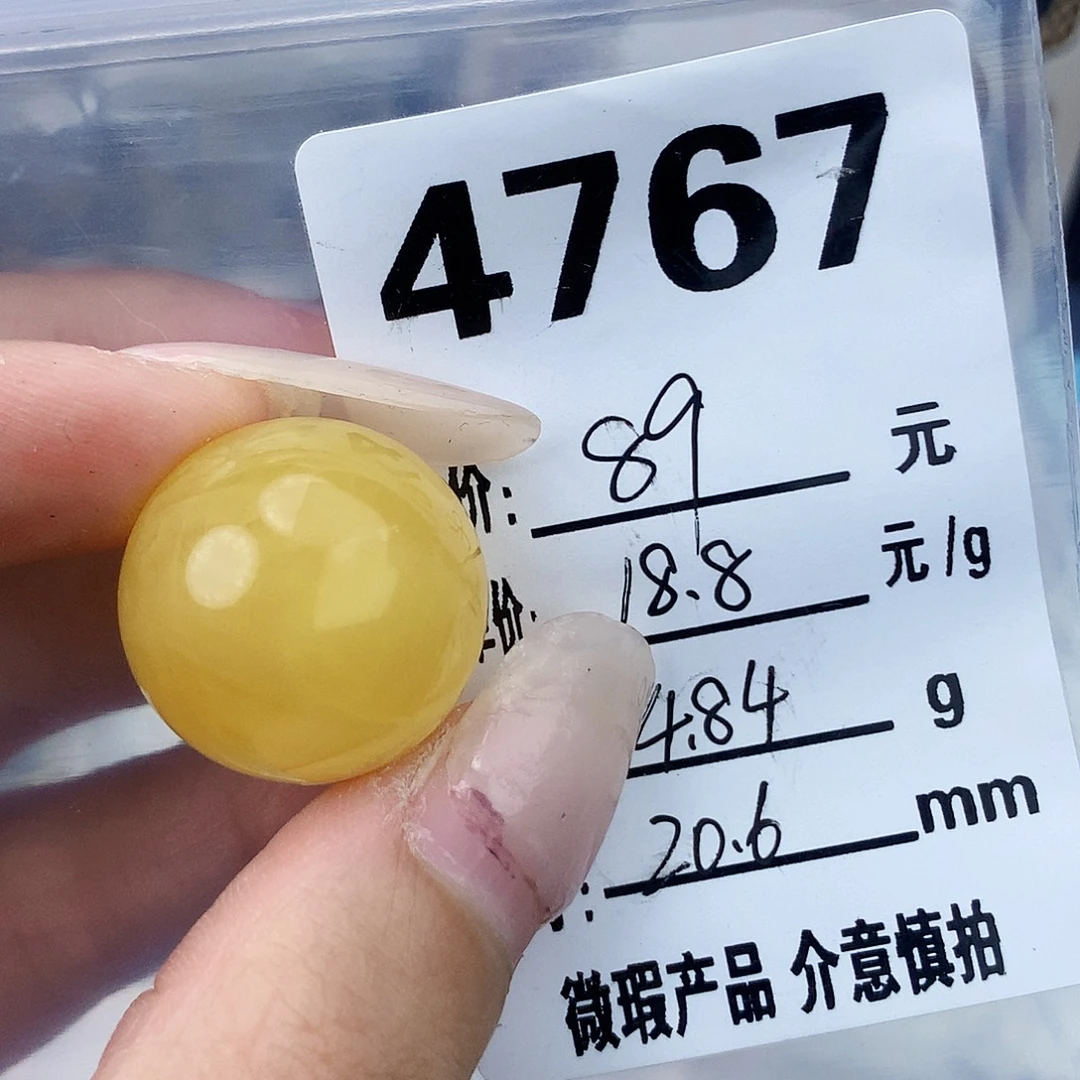 4767
价: 89 元
价: 18.8 元/g
4.84 g
: 20.6 mm
微瑕产品 介意慎拍